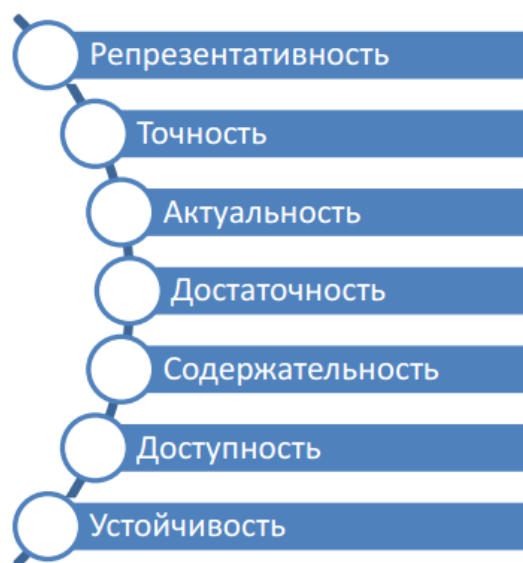 Репрезентативность
Точность
Актуальность
Достаточность
Содержательность
Доступность
Устойчивость